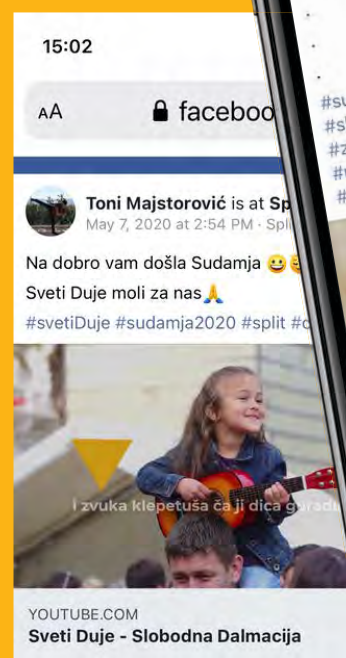 15:02
AA faceboo
Toni Majstorović is at Sp
May 7, 2020 at 2:54 PM · Spli
Na dobro vam došla Sudamja
Sveti Duje moli za nas
#svetiDuje #sudamja2020 #split
i zvuka klepetuša ča ji dica guradu
YOUTUBE.COM
Sveti Duje - Slobodna Dalmacija